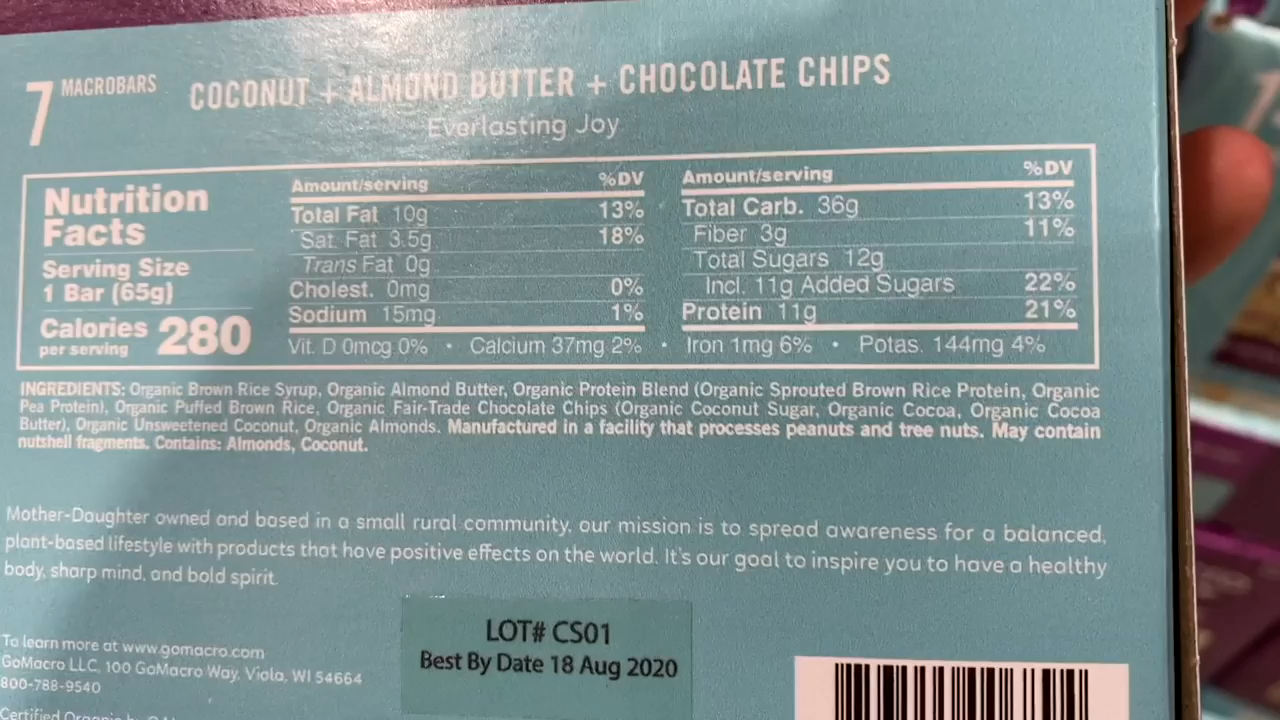 7 MACROBARS COCONUT + ALMOND BUTTER + CHOCOLATE CHIPS
Everlasting Joy
Nutrition
Facts
Serving Size
1 Bar (65g)
Calories 280
per serving
Amount/serving %DV
Total Fat 10g 13%
Sat. Fat 3.5g 18%
Trans Fat 0g
Cholest. 0mg 0%
Sodium 15mg 1%
Amount/serving %DV
Total Carb. 36g 13%
Fiber 3g 11%
Total Sugars 12g
Incl. 11g Added Sugars 22%
Protein 11g 21%
Vit. D 0mcg 0% • Calcium 37mg 2% • Iron 1mg 6% • Potas. 144mg 4%
INGREDIENTS: Organic Brown Rice Syrup, Organic Almond Butter, Organic Protein Blend (Organic Sprouted Brown Rice Protein, Organic
Pea Protein), Organic Puffed Brown Rice, Organic Fair-Trade Chocolate Chips (Organic Coconut Sugar, Organic Cocoa, Organic Cocoa
Butter), Organic Unsweetened Coconut, Organic Almonds. Manufactured in a facility that processes peanuts and tree nuts. May contain
nutshell fragments. Contains: Almonds, Coconut.
Mother-Daughter owned and based in a small rural community, our mission is to spread awareness for a balanced,
plant-based lifestyle with products that have positive effects on the world. It's our goal to inspire you to have a healthy
body, sharp mind, and bold spirit.
To learn more at www.gomacro.com
GoMacro LLC, 100 GoMacro Way, Viola, WI 54664
800-788-9540
LOT# CS01
Best By Date 18 Aug 2020